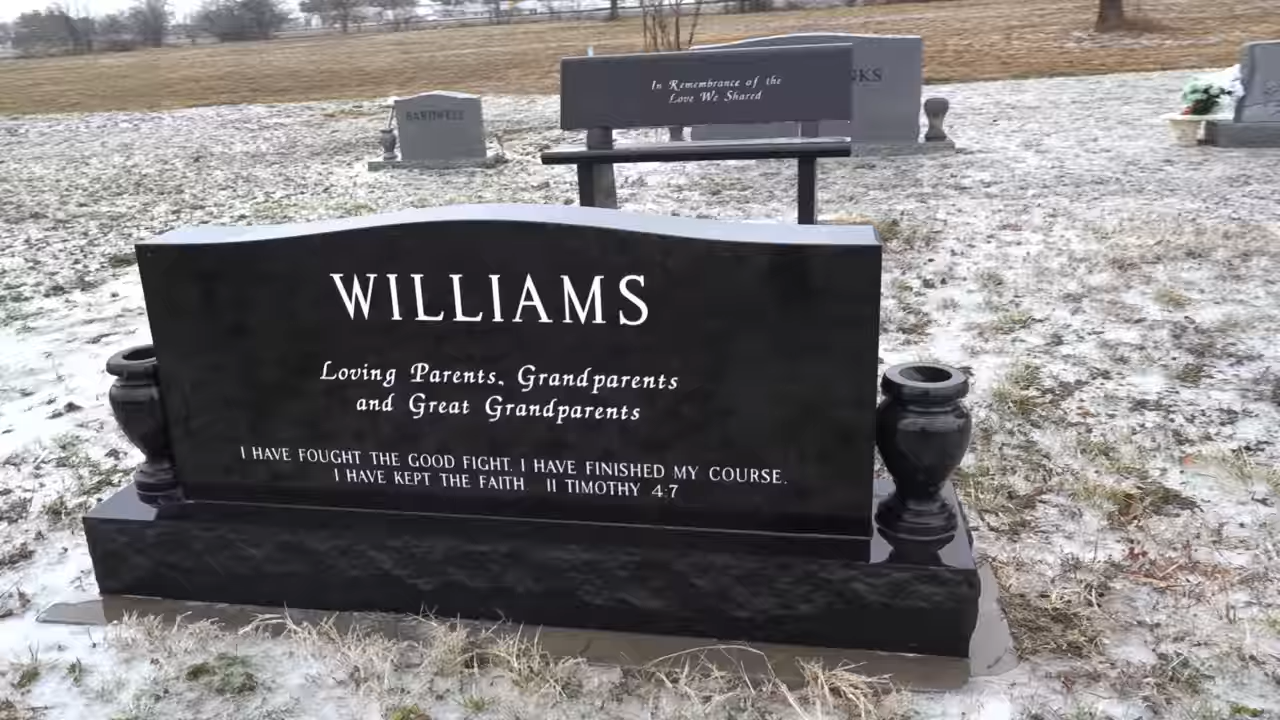 In Remembrance of the
Love We Shared
BARDWELL
WILLIAMS
Loving Parents, Grandparents
and Great Grandparents
I HAVE FOUGHT THE GOOD FIGHT. I HAVE FINISHED MY COURSE.
I HAVE KEPT THE FAITH II TIMOTHY 4:7